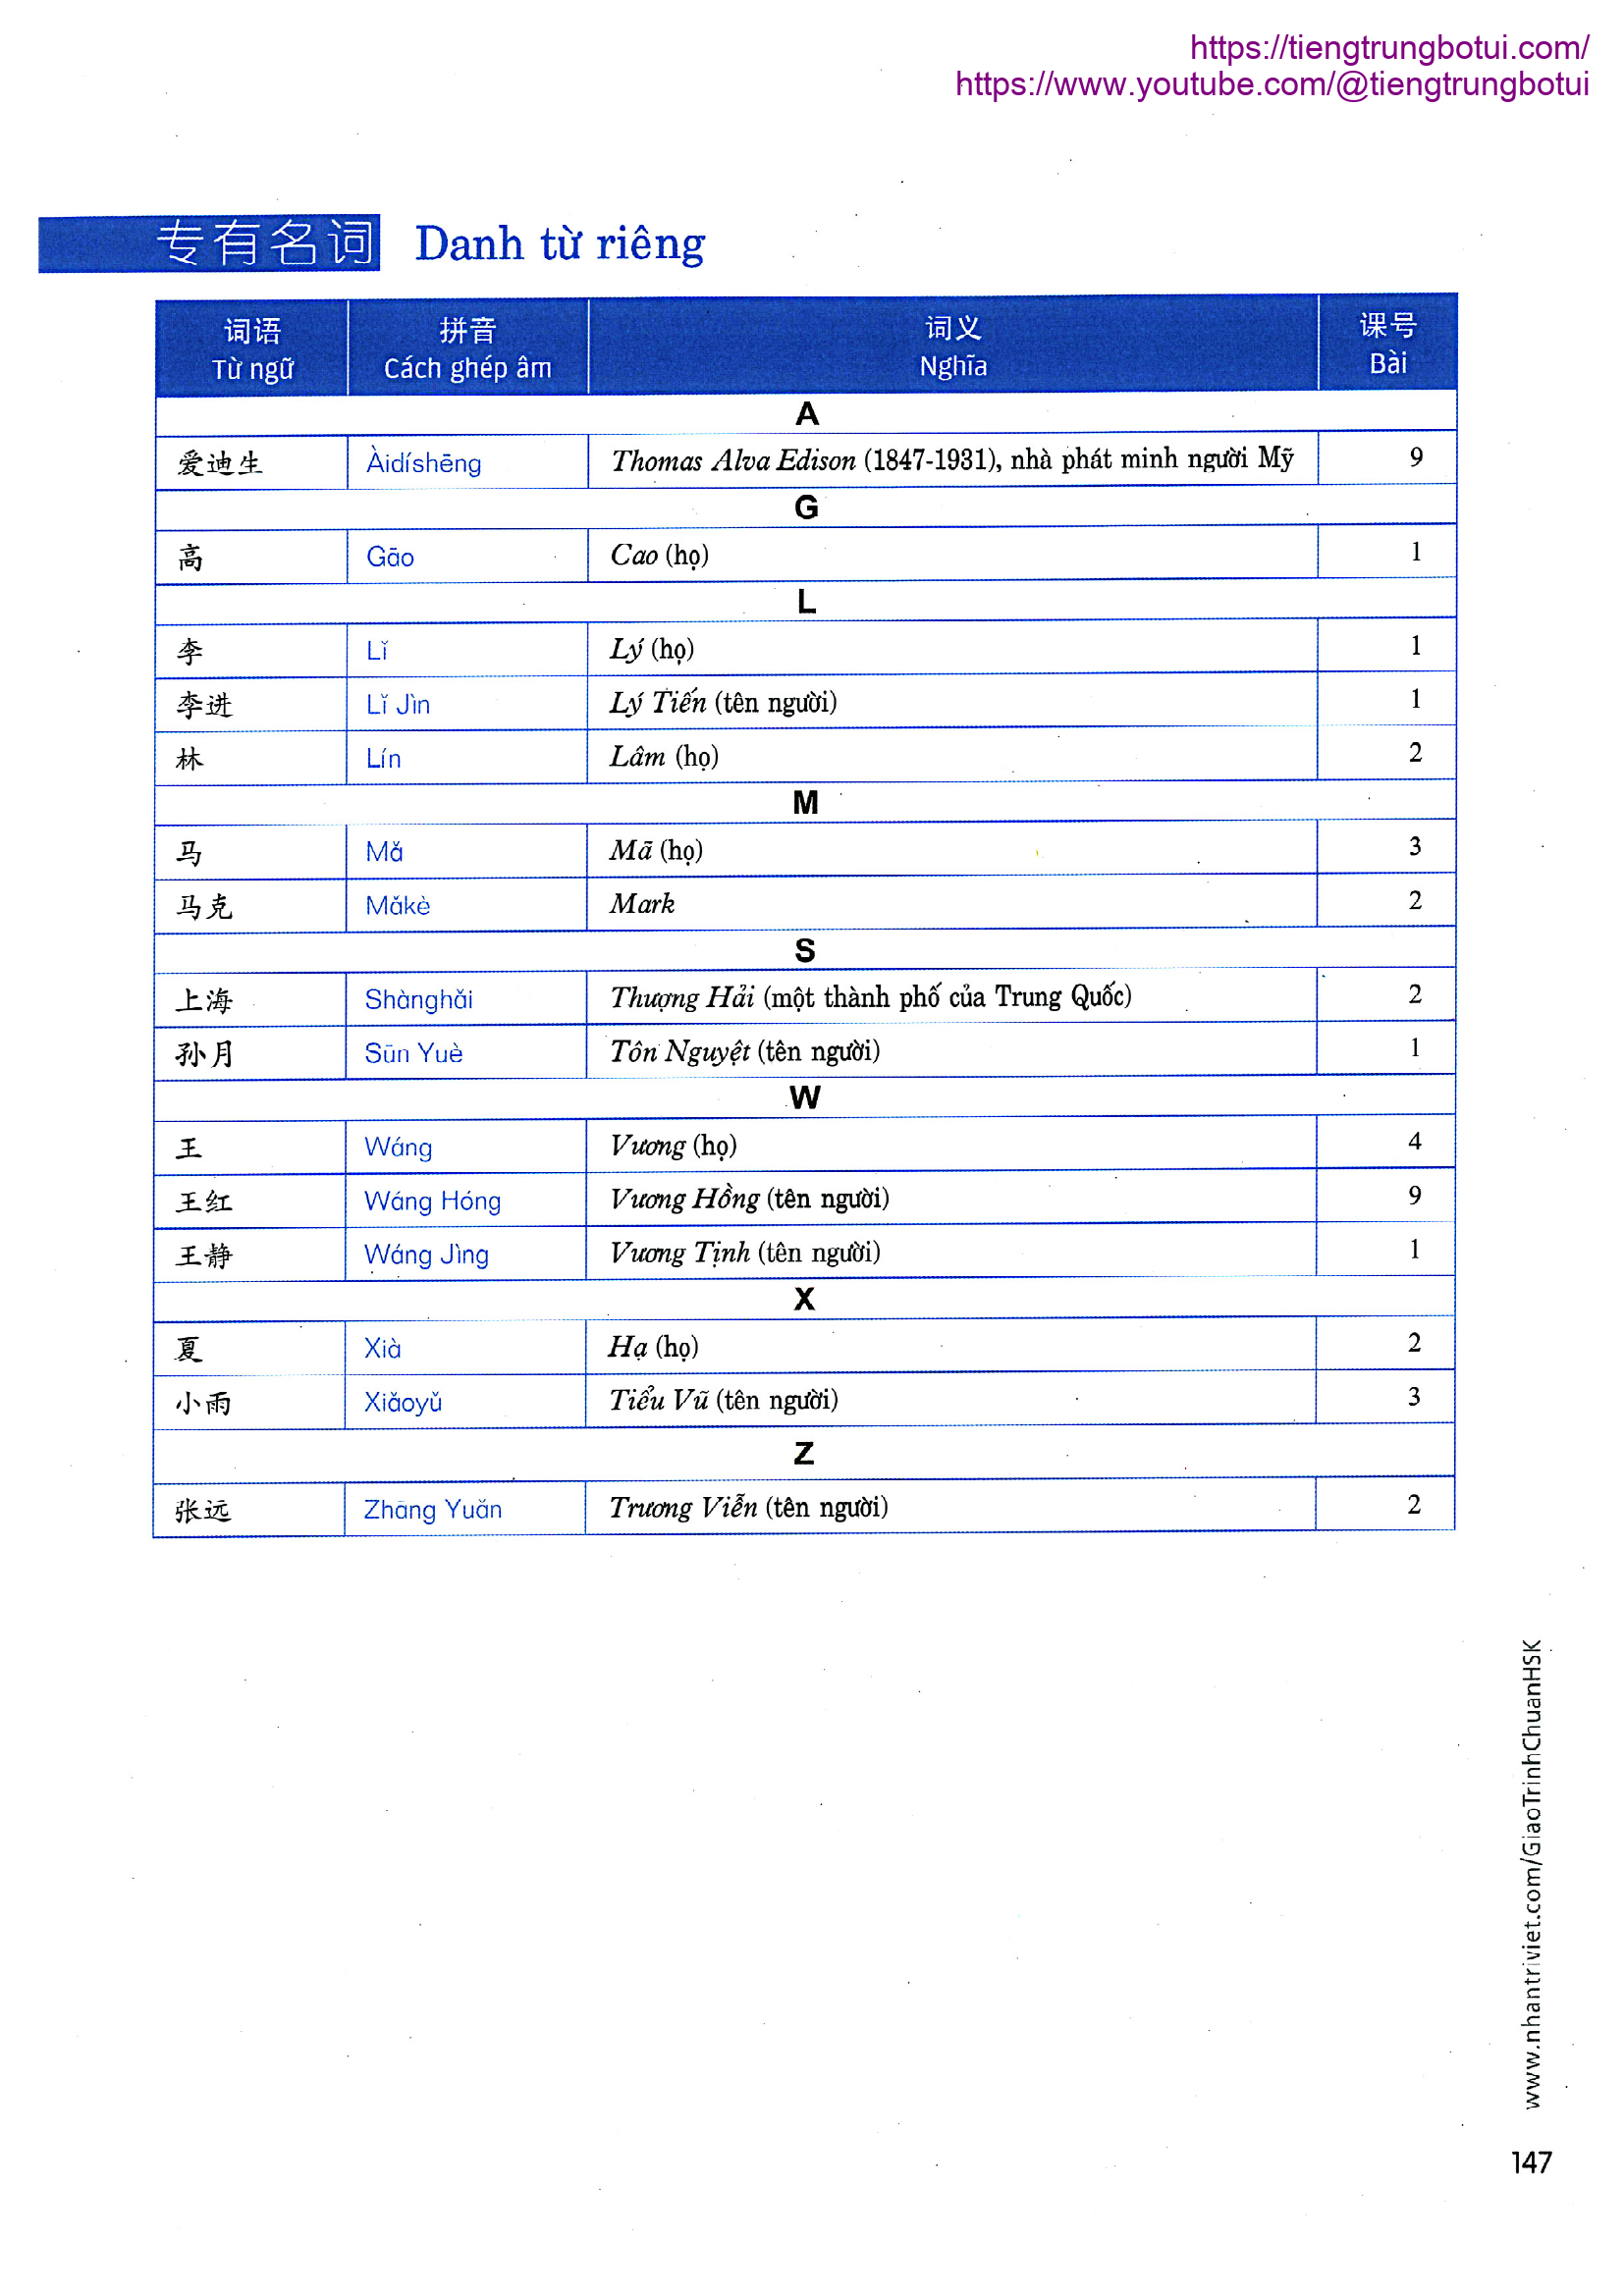 https://tiengtrungbotui.com/
https://www.youtube.com/@tiengtrungbotui
专有名词 Danh từ riêng
词语 拼音 词义 课号
Từ ngữ Cách ghép âm Nghĩa Bài
A
爱迪生 Àidíshēng Thomas Alva Edison (1847-1931), nhà phát minh người Mỹ 9
G
高 Gāo Cao (họ) 1
L
李 Lǐ Lý (họ) 1
李进 Lǐ Jìn Lý Tiến (tên người) 1
林 Lín Lâm (họ) 2
M
马 Mǎ Mã (họ) 3
马克 Mǎkè Mark 2
S
上海 Shànghǎi Thượng Hải (một thành phố của Trung Quốc) 2
孙月 Sūn Yuè Tôn Nguyệt (tên người) 1
W
王 Wáng Vương (họ) 4
王红 Wáng Hóng Vương Hồng (tên người) 9
王静 Wáng Jìng Vương Tịnh (tên người) 1
X
夏 Xià Hạ (họ) 2
小雨 Xiǎoyǔ Tiểu Vũ (tên người) 3
Z
张远 Zhāng Yuǎn Trương Viễn (tên người) 2
www.nhantriviet.com/GiaoTrinhChuanHSK
147